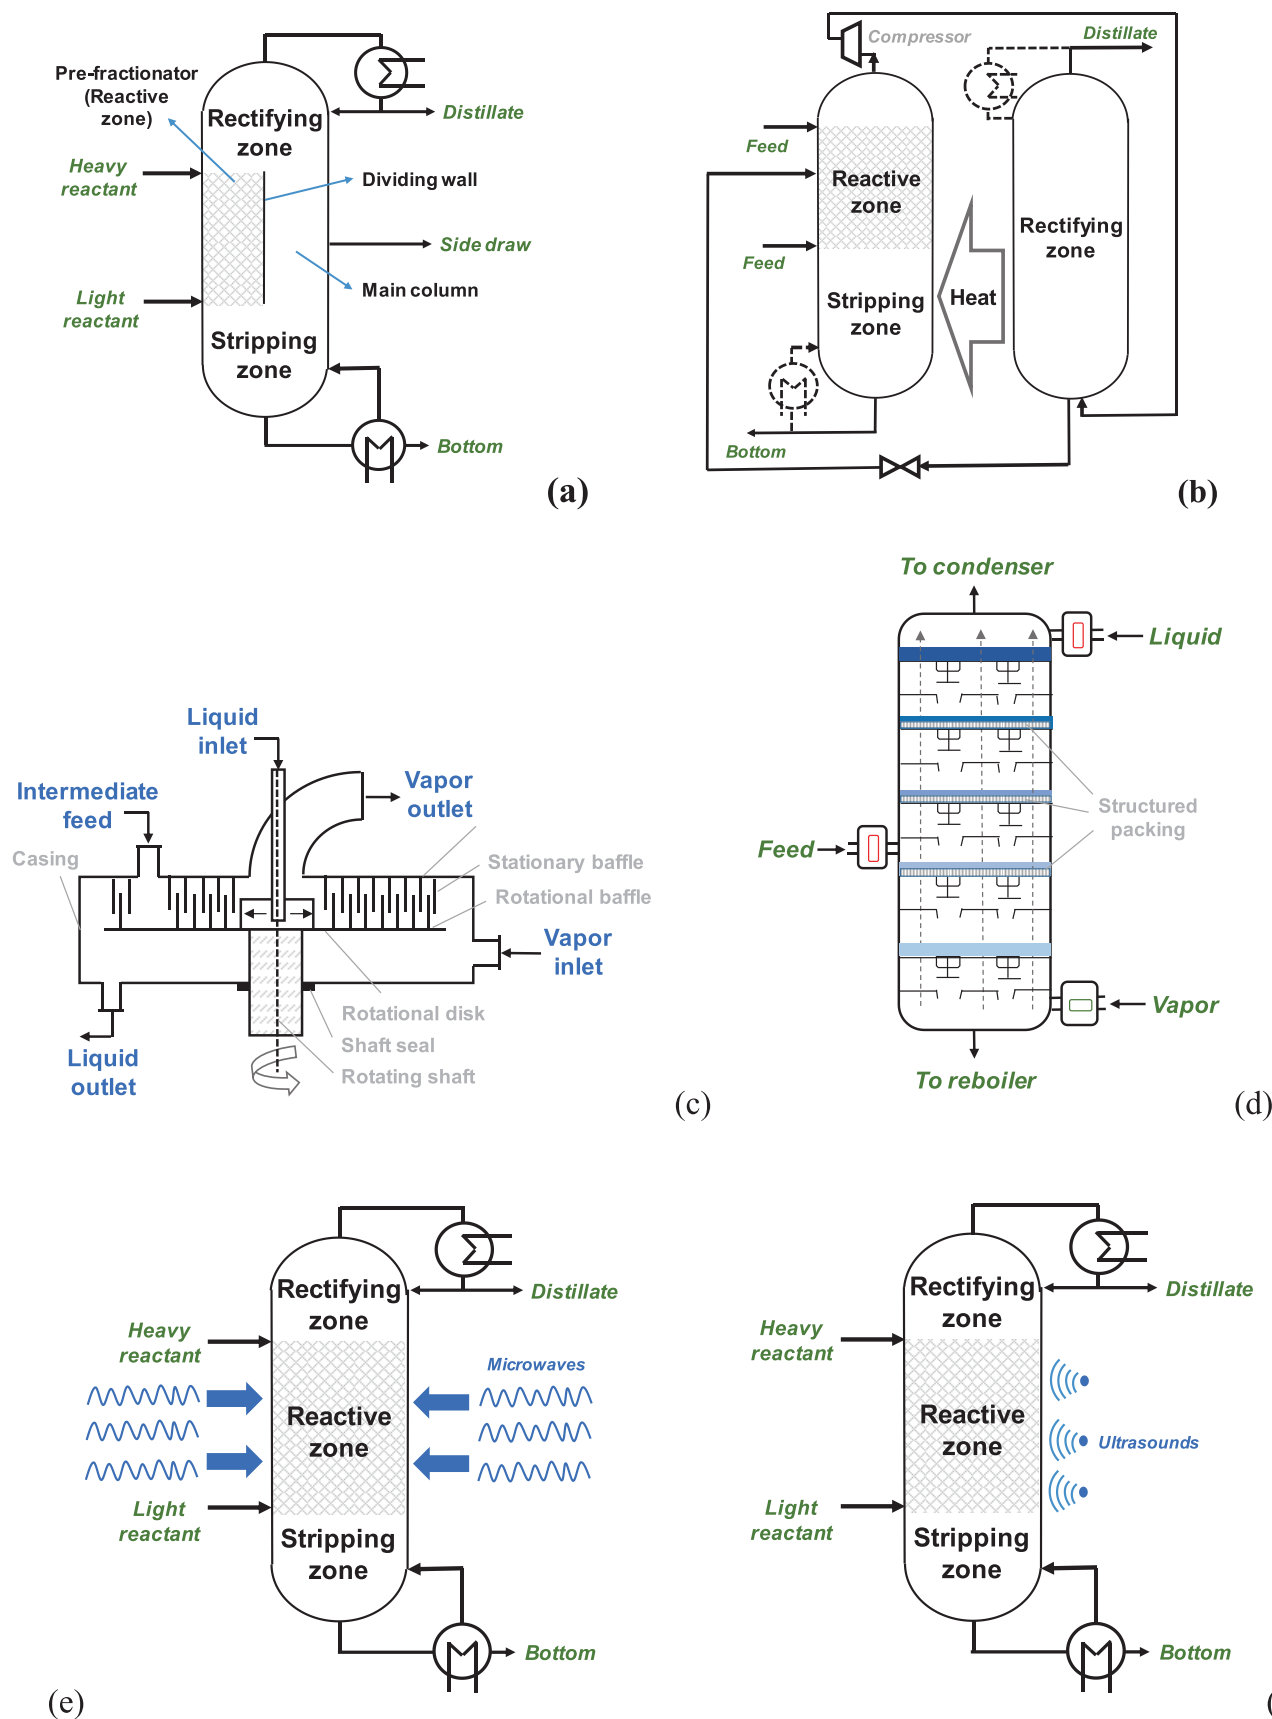 Pre-fractionator
(Reactive
zone)
Rectifying
zone
Distillate
Heavy
reactant
Dividing wall
Side draw
Main column
Light
reactant
Stripping
zone
Bottom
(a)
Compressor
Distillate
Feed
Reactive
zone
Rectifying
zone
Feed
Heat
Stripping
zone
Bottom
(b)
Liquid
inlet
Intermediate
feed
Vapor
outlet
Casing
Stationary baffle
Rotational baffle
Vapor
inlet
Rotational disk
Shaft seal
Rotating shaft
Liquid
outlet
(c)
To condenser
Liquid
Structured
packing
Feed
Vapor
To reboiler
(d)
Rectifying
zone
Distillate
Heavy
reactant
Microwaves
Reactive
zone
Light
reactant
Stripping
zone
Bottom
(e)
Rectifying
zone
Distillate
Heavy
reactant
Reactive
zone
Ultrasounds
Light
reactant
Stripping
zone
Bottom
(